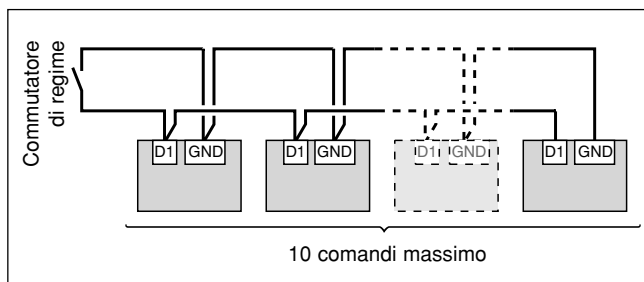 Commutatore
di regime
D1 GND D1 GND D1 GND D1 GND
10 comandi massimo